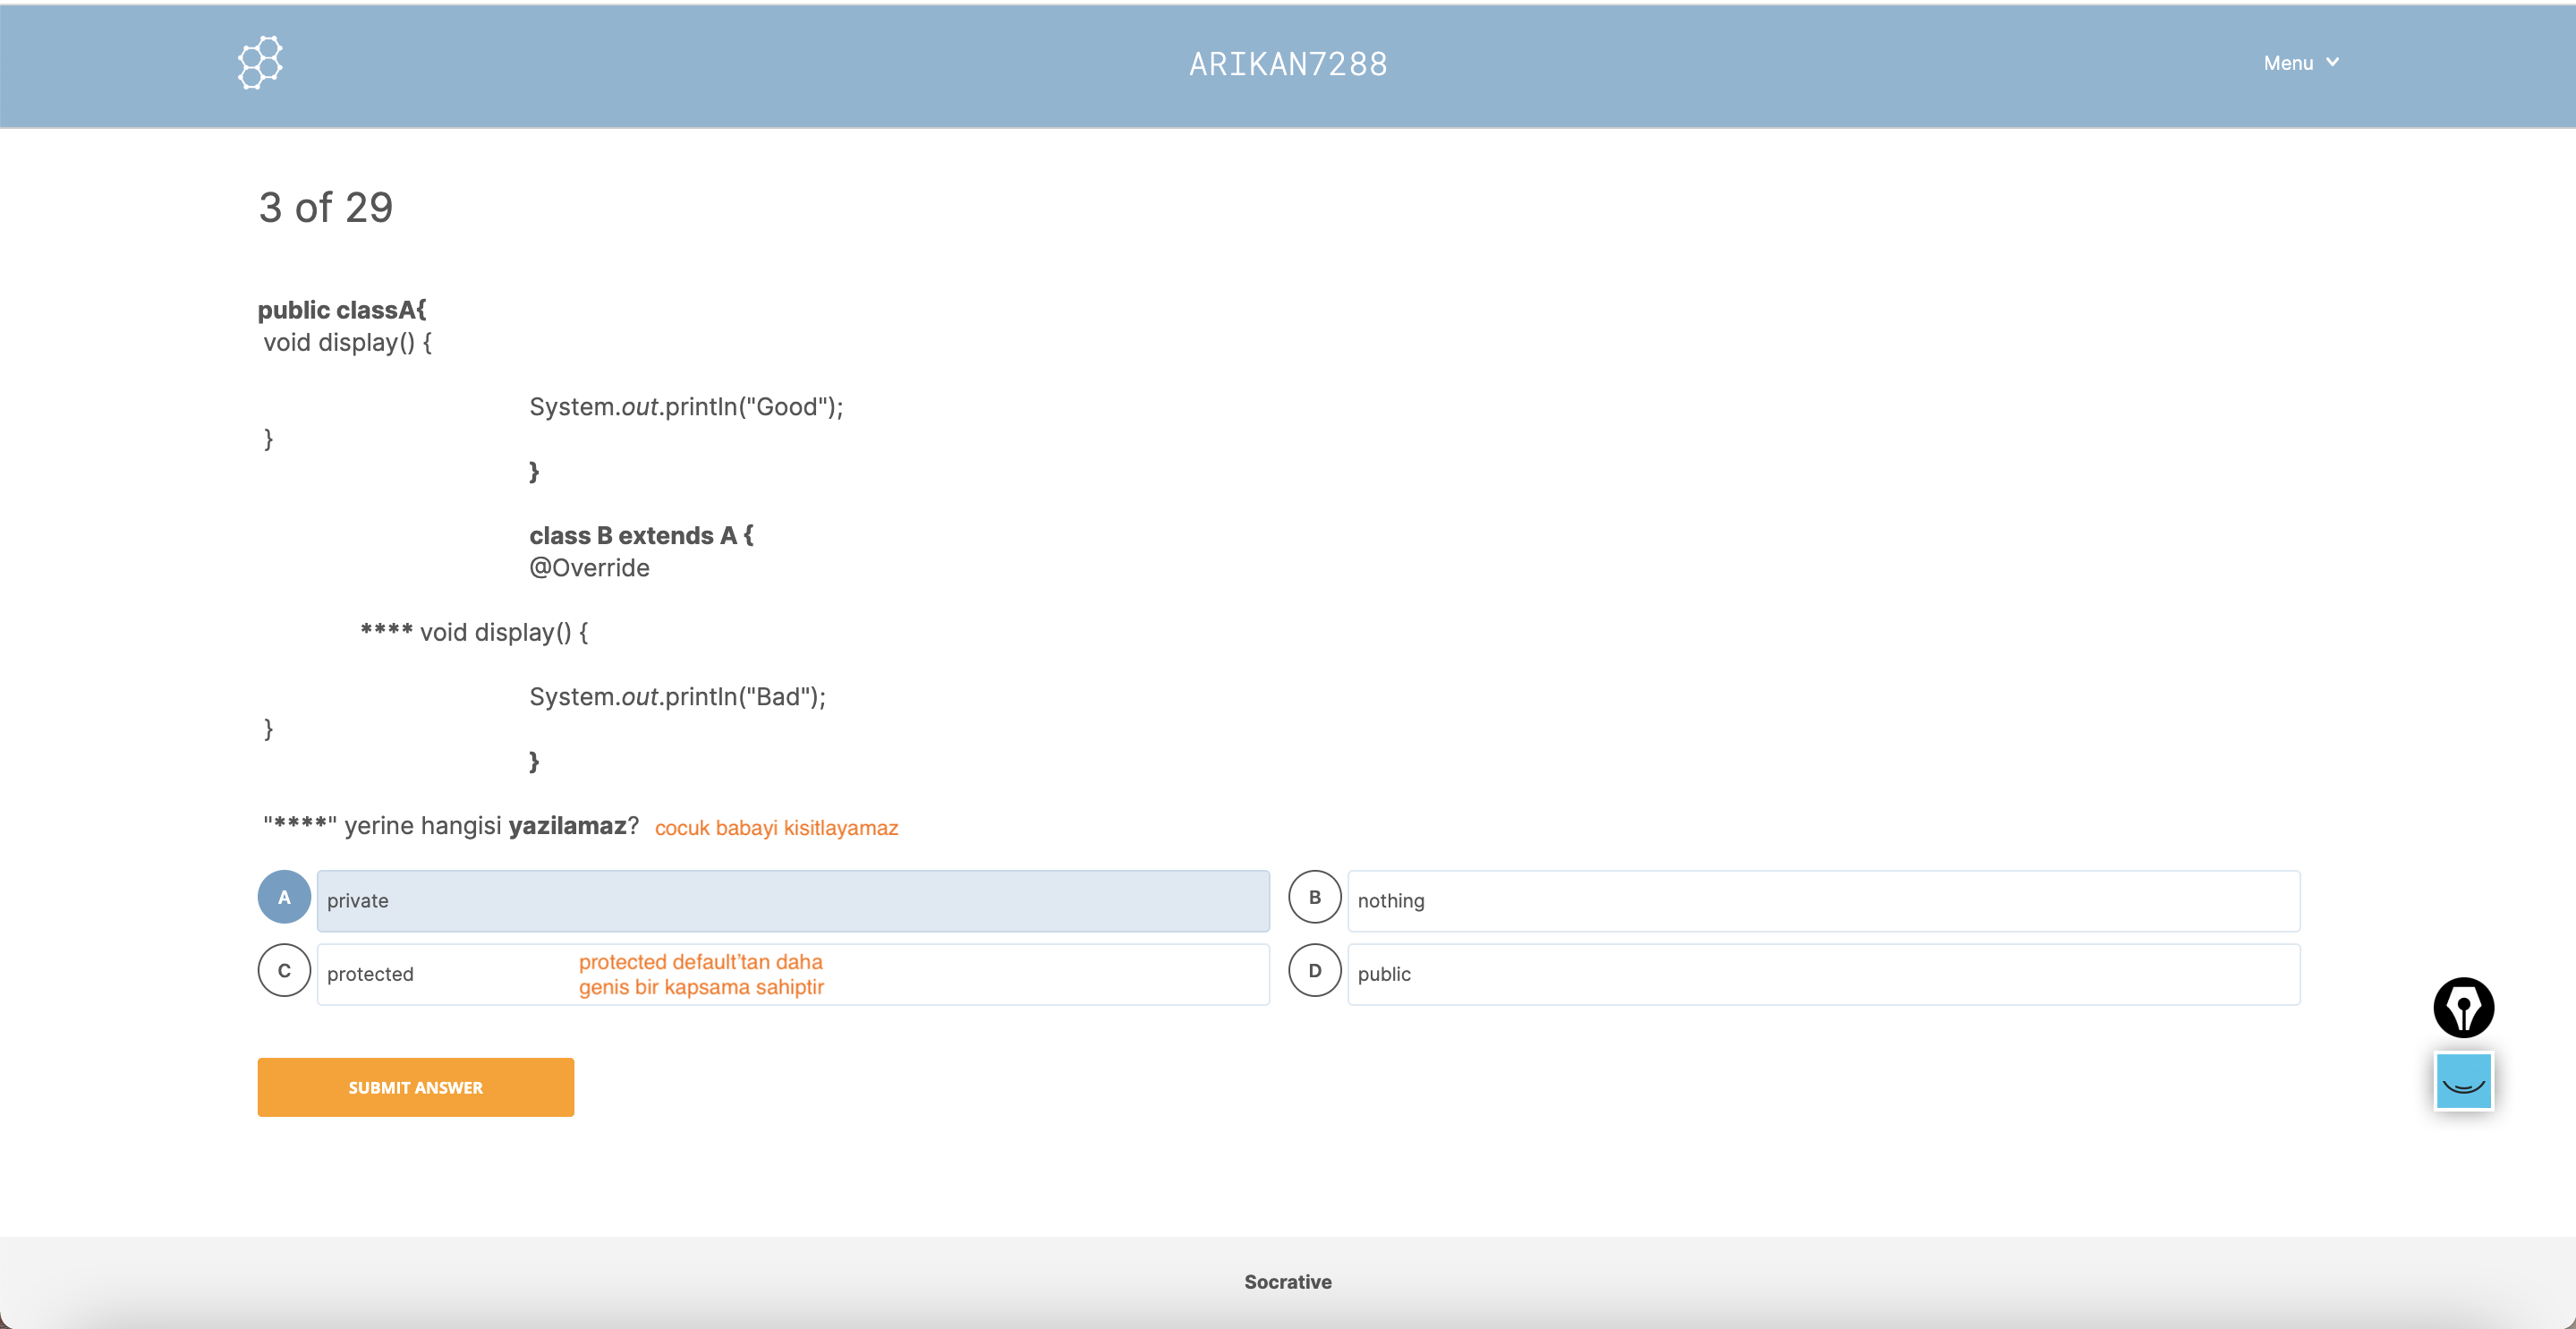 ARIKAN7288
Menu
3 of 29
public classA{
void display() {
System.out.println("Good");
}
}
class B extends A {
@Override
**** void display() {
System.out.println("Bad");
}
}
"****" yerine hangisi yazilamaz? cocuk babayi kisitlayamaz
A private
B nothing
C protected protected default'tan daha
genis bir kapsama sahiptir
D public
SUBMIT ANSWER
Socrative